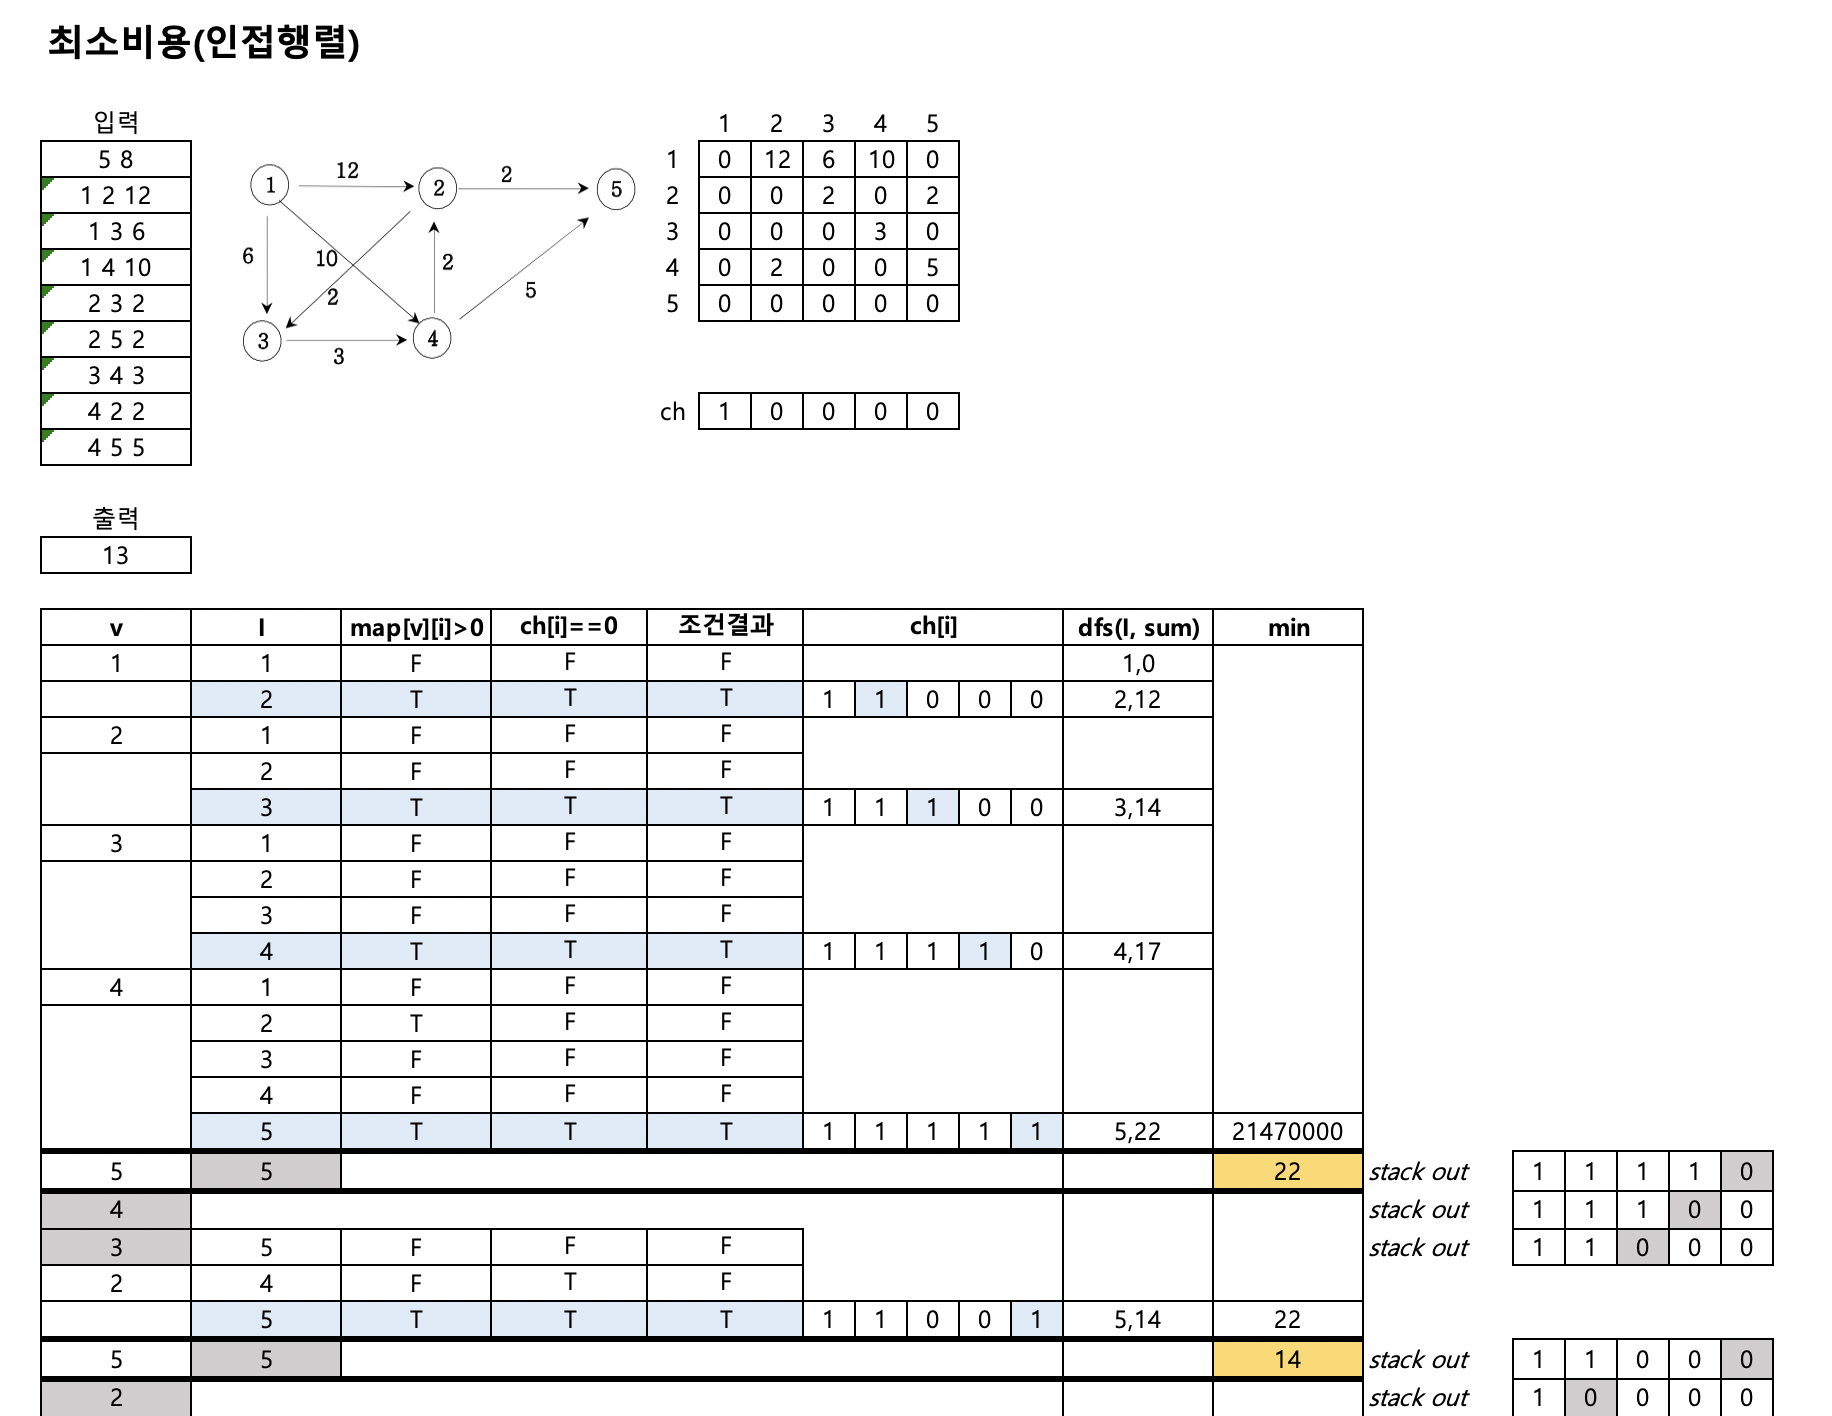 최소비용(인접행렬)
입력
5 8
1 2 12
1 3 6
1 4 10
2 3 2
2 5 2
3 4 3
4 2 2
4 5 5
출력
13
1 12 2 2 5
6 10 2 2 5
3 3 4
1 2 3 4 5
1 0 12 6 10 0
2 0 0 2 0 2
3 0 0 0 3 0
4 0 2 0 0 5
5 0 0 0 0 0
ch 1 0 0 0 0
v I map[v][i]>0 ch[i]==0 조건결과 ch[i] dfs(I, sum) min
1 1 F F F 1,0
2 T T T 1 1 0 0 0 2,12
2 1 F F F
2 F F F
3 T T T 1 1 1 0 0 3,14
3 1 F F F
2 F F F
3 F F F
4 T T T 1 1 1 1 0 4,17
4 1 F F F
2 T F F
3 F F F
4 F F F
5 T T T 1 1 1 1 1 5,22 21470000
5 5 22 stack out 1 1 1 1 0
4 stack out 1 1 1 0 0
3 5 F F F stack out 1 1 0 0 0
2 4 F T F
5 T T T 1 1 0 0 1 5,14 22
5 5 14 stack out 1 1 0 0 0
2 stack out 1 0 0 0 0